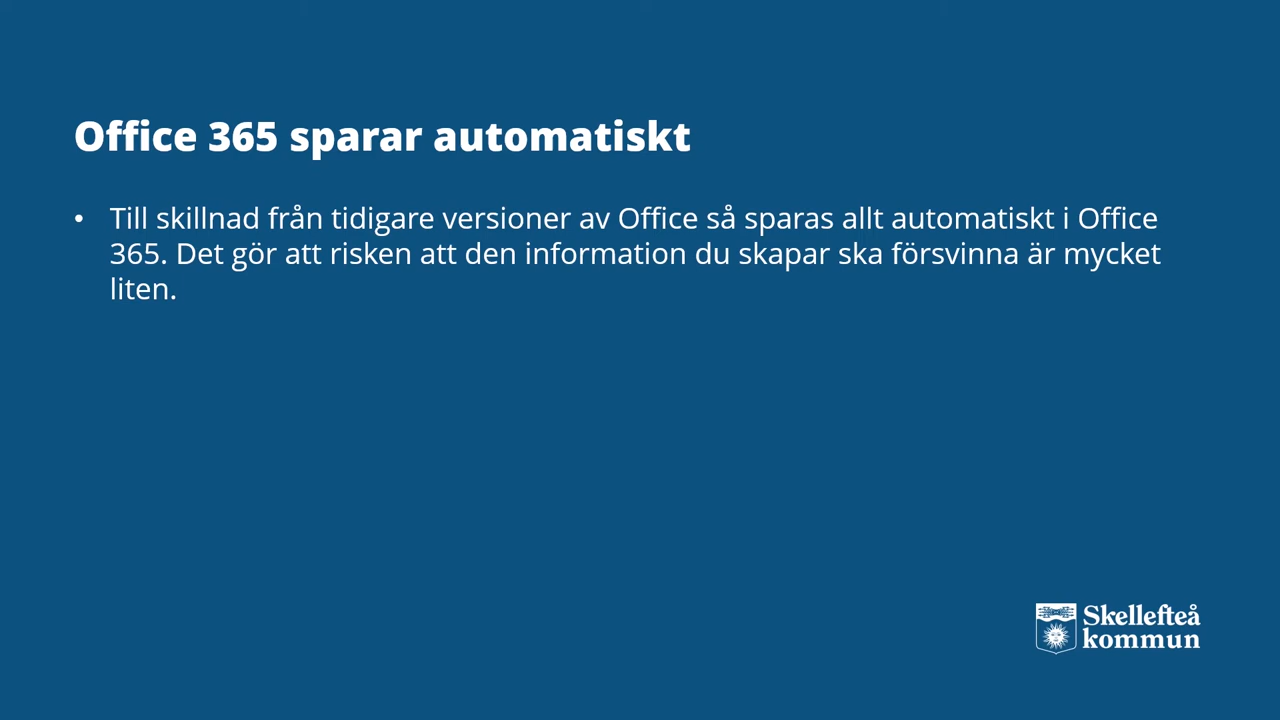 Office 365 sparar automatiskt
• Till skillnad från tidigare versioner av Office så sparas allt automatiskt i Office
365. Det gör att risken att den information du skapar ska försvinna är mycket
liten.
Skellefteå
kommun